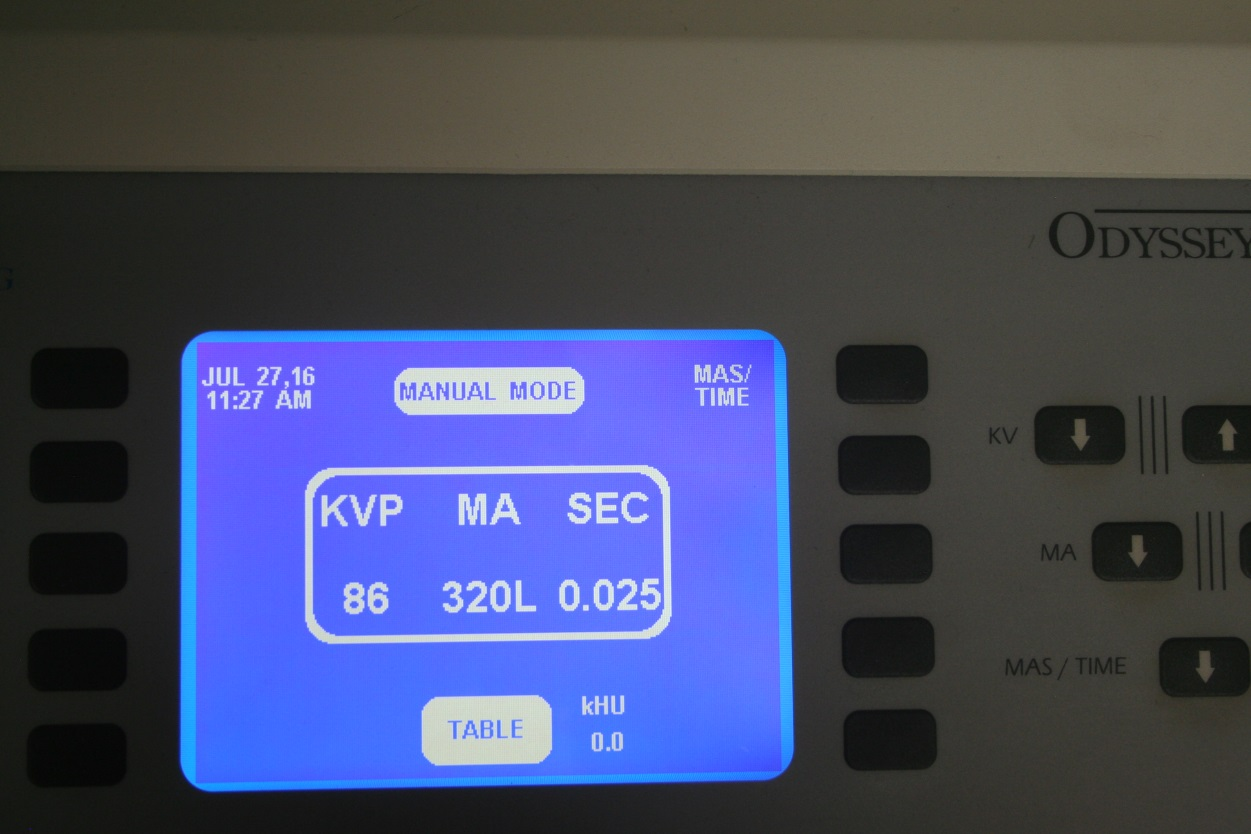 ODYSSEY
JUL 27,16
11:27 AM
MANUAL MODE
MAS/
TIME
KVP MA SEC
86 320L 0.025
TABLE
kHU
0.0
KV
MA
MAS / TIME